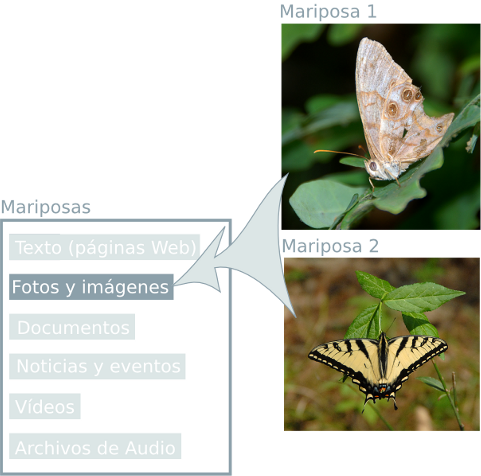 Mariposa 1
Mariposas
Texto (páginas Web)
Fotos y imágenes
Documentos
Noticias y eventos
Vídeos
Archivos de Audio
Mariposa 2